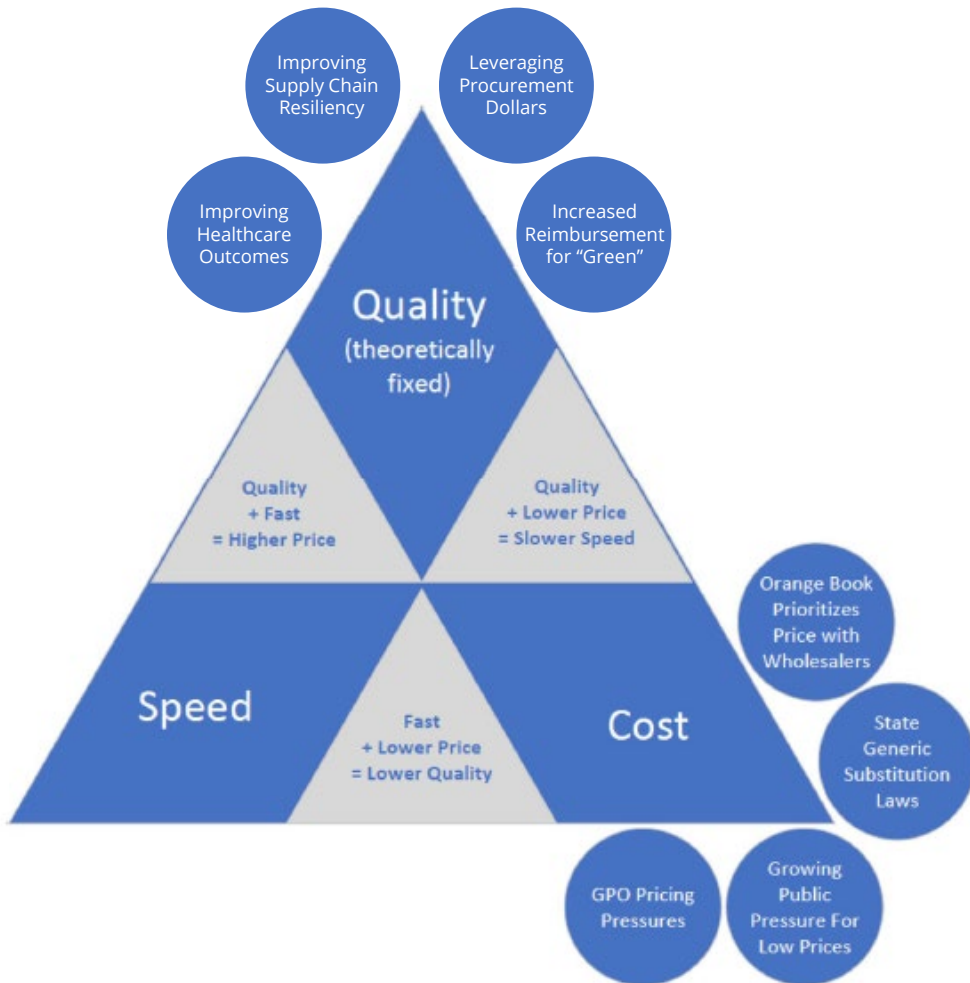 Improving
Supply Chain
Resiliency
Leveraging
Procurement
Dollars
Improving
Healthcare
Outcomes
Increased
Reimbursement
for “Green”
Quality
(theoretically
fixed)
Quality
+ Fast
= Higher Price
Quality
+ Lower Price
= Slower Speed
Orange Book
Prioritizes
Price with
Wholesalers
Speed
Fast
+ Lower Price
= Lower Quality
Cost
State
Generic
Substitution
Laws
GPO Pricing
Pressures
Growing
Public
Pressure For
Low Prices